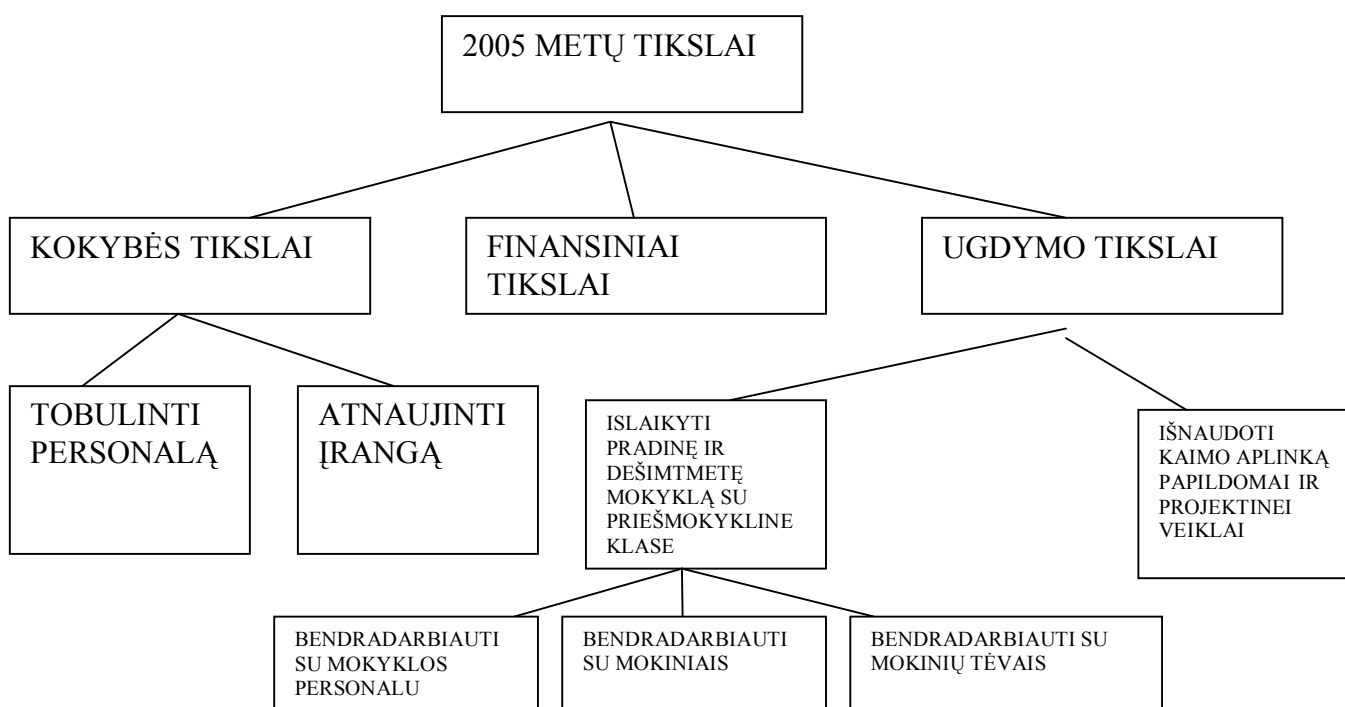 2005 METŲ TIKSLAI
KOKYBĖS TIKSLAI
FINANSINIAI
TIKSLAI
UGDYMO TIKSLAI
TOBULINTI
PERSONALĄ
ATNAUJINTI
ĮRANGĄ
ISLAIKYTI
PRADINĘ IR
DEŠIMTMETĘ
MOKYKLĄ SU
PRIEŠMOKYKLINE
KLASE
IŠNAUDOTI
KAIMO APLINKĄ
PAPILDOMAI IR
PROJEKTINEI
VEIKLAI
BENDRADARBIAUTI
SU MOKYKLOS
PERSONALU
BENDRADARBIAUTI
SU MOKINIAIS
BENDRADARBIAUTI SU
MOKINIŲ TĖVAIS